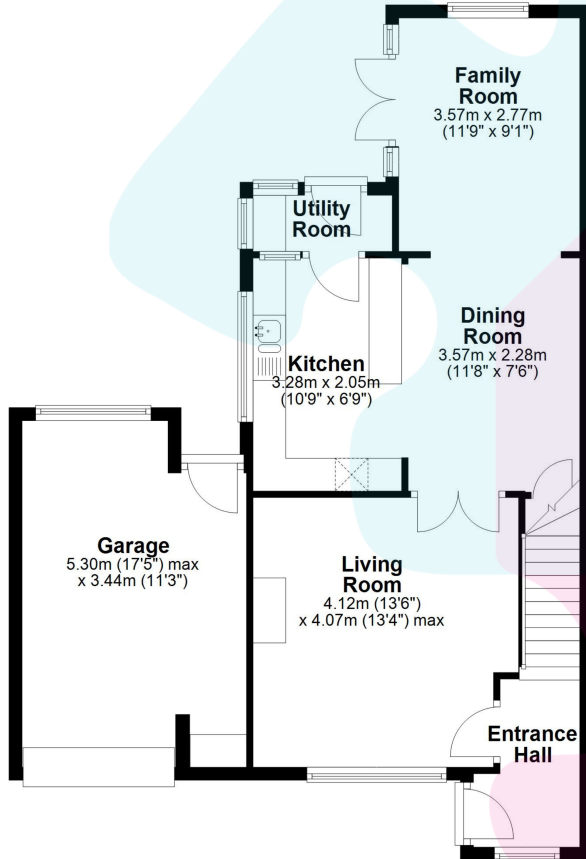 Family
Room
3.57m x 2.77m
(11'9" x 9'1")
Utility
Room
Dining
Room
3.57m x 2.28m
(11'8" x 7'6")
Kitchen
3.28m x 2.05m
(10'9" x 6'9")
Garage
5.30m (17'5") max
x 3.44m (11'3")
Living
Room
4.12m (13'6")
x 4.07m (13'4") max
Entrance
Hall